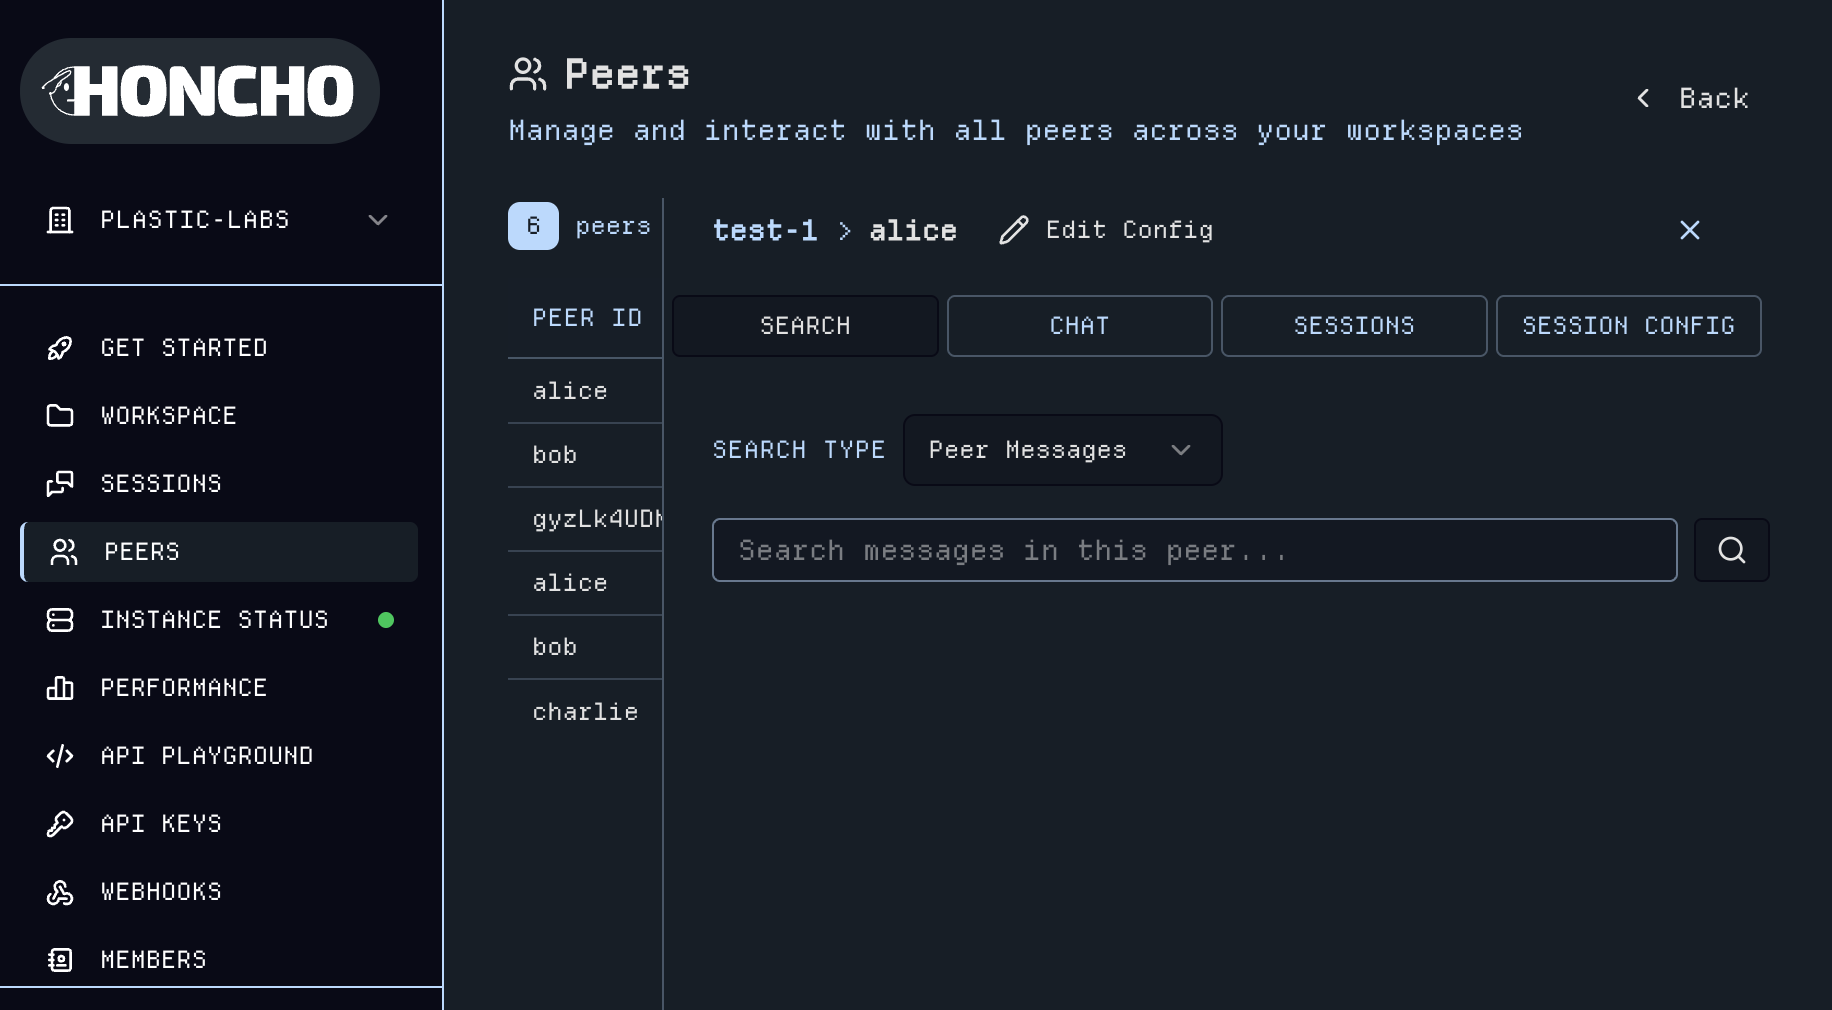 HONCHO
PLASTIC-LABS
GET STARTED
WORKSPACE
SESSIONS
PEERS
INSTANCE STATUS
PERFORMANCE
API PLAYGROUND
API KEYS
WEBHOOKS
MEMBERS
Peers
Manage and interact with all peers across your workspaces
Back
6 peers
PEER ID
alice
bob
gyzLk4UDM
alice
bob
charlie
test-1 > alice
Edit Config
SEARCH
CHAT
SESSIONS
SESSION CONFIG
SEARCH TYPE
Peer Messages
Search messages in this peer...